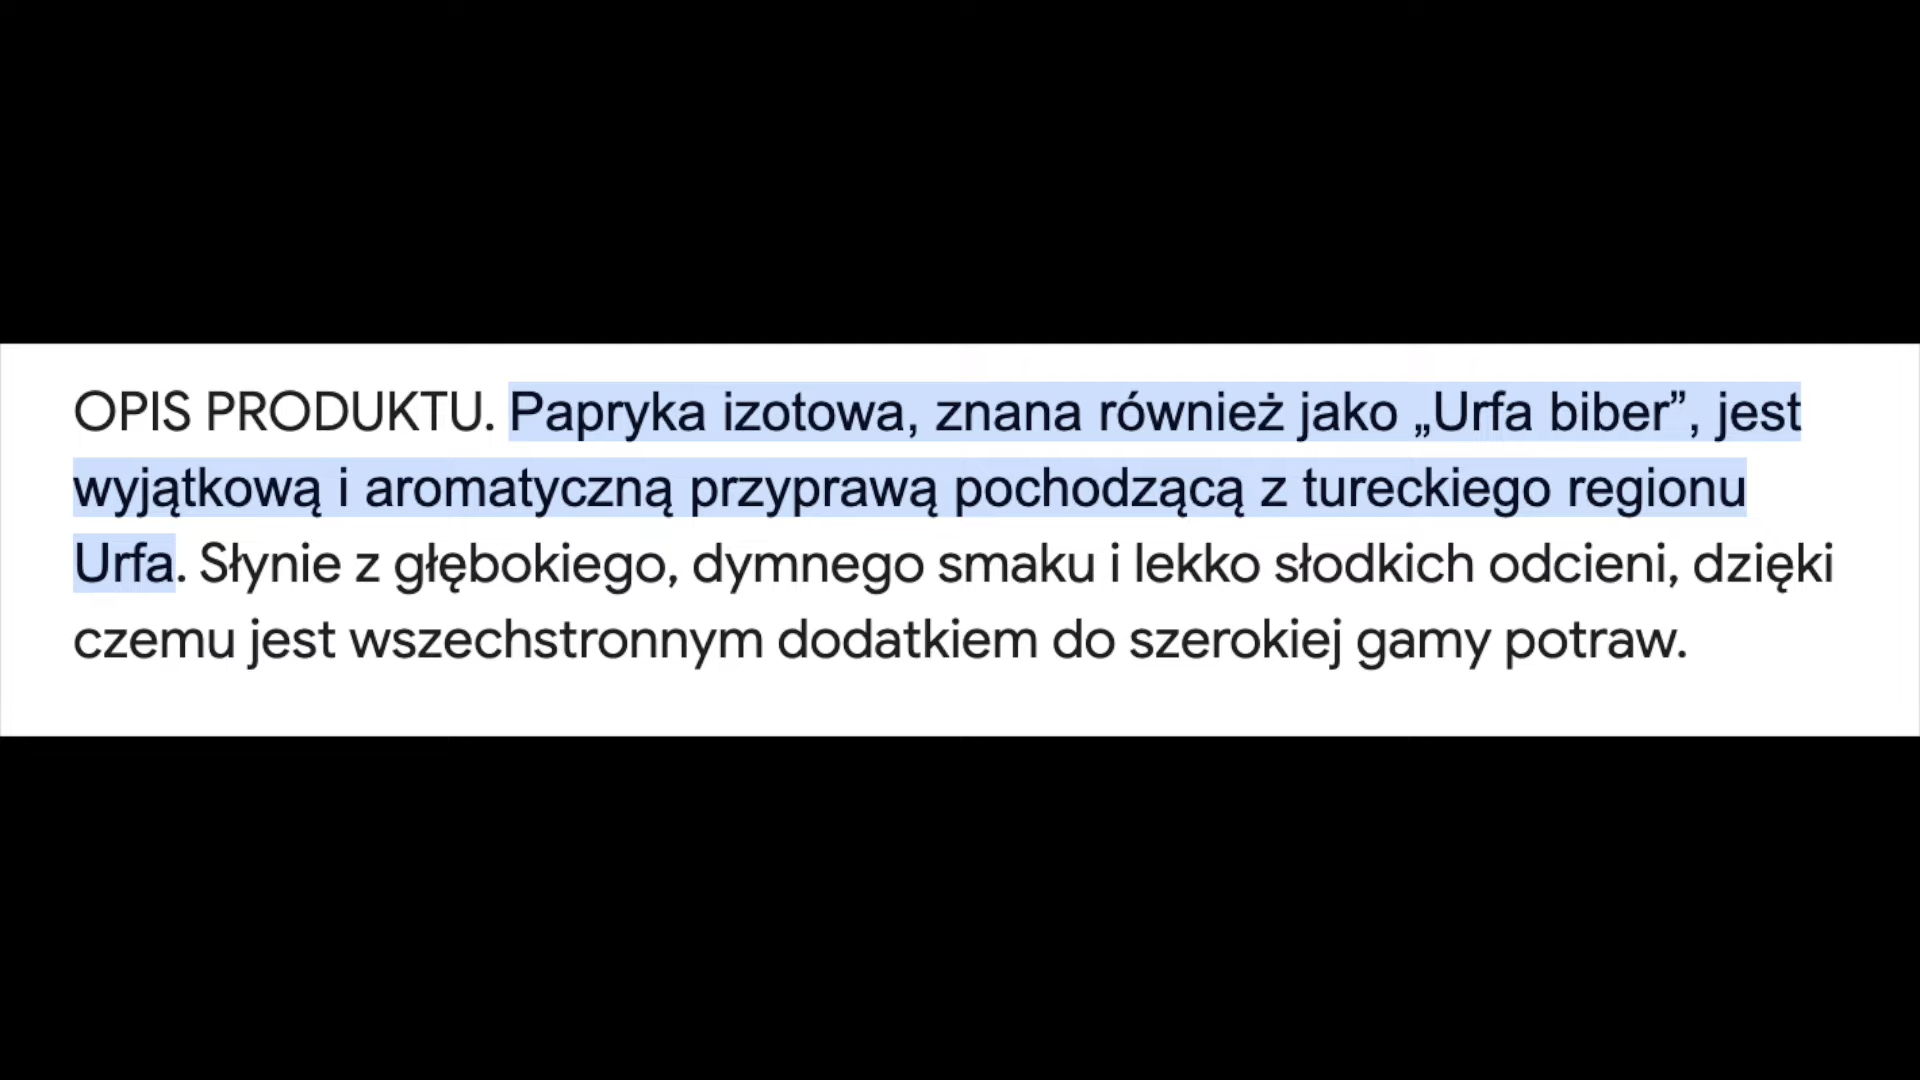 OPIS PRODUKTU. Papryka izotowa, znana również jako „Urfa biber”, jest
wyjątkową i aromatyczną przyprawą pochodzącą z tureckiego regionu
Urfa. Słynie z głębokiego, dymnego smaku i lekko słodkich odcieni, dzięki
czemu jest wszechstronnym dodatkiem do szerokiej gamy potraw.